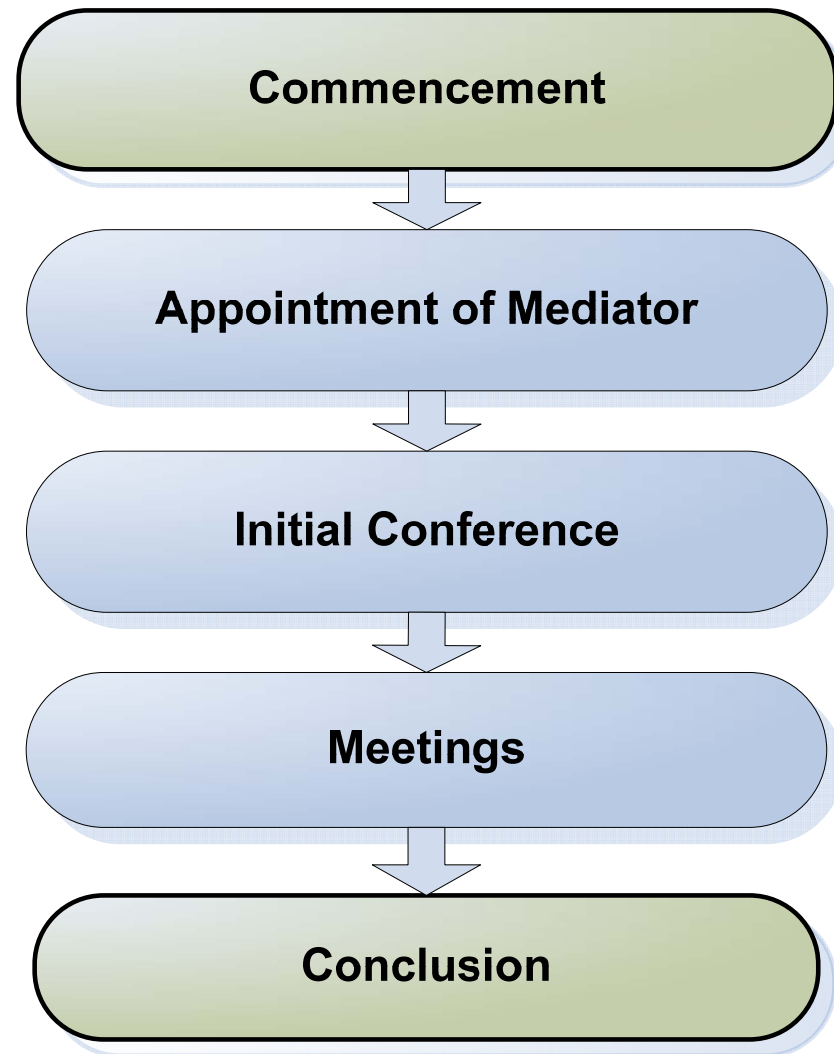 Commencement
Appointment of Mediator
Initial Conference
Meetings
Conclusion